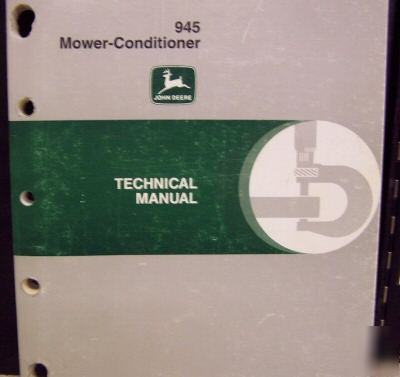 945
Mower-Conditioner
JOHN DEERE
TECHNICAL
MANUAL